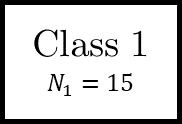 Class 1
N₁ = 15